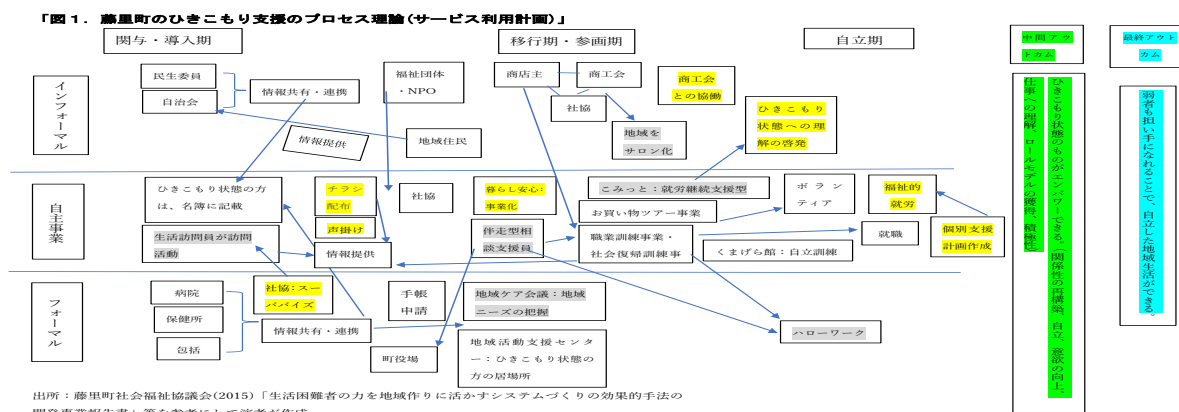 「図１．藤里町のひきこもり支援のプロセス理論(サービス利用計画)」
関与・導入期
移行期・参画期
自立期
中間アウ
トカム
最終アウト
カム
インフォーマル
民生委員
自治会
情報共有・連携
福祉団体
・NPO
情報提供
地域住民
商店主
商工会
社協
地域を
サロン化
商工会
との協働
ひきこもり
状態への理
解の啓発
自主事業
ひきこもり状態の方
は、名簿に記載
生活訪問員が訪問
活動
チラシ
配布
声掛け
情報提供
社協
暮らし安心:
事業化
伴走型相
談支援員
こみっと：就労継続支援型
お買い物ツアー事業
職業訓練事業・
社会復帰訓練事
ボラン
ティア
就職
くまげら館：自立訓練
福祉的
就労
個別支援
計画作成
フォーマル
病院
保健所
包括
情報共有・連携
社協：スー
パバイズ
手帳
申請
町役場
地域ケア会議：地域
ニーズの把握
地域活動支援センタ
ー：ひきこもり状態の
方の居場所
ハローワーク
ひきこもり状態のものがエンパワーできる。（関係性の再構築、自立、意欲の向上、
仕事への理解、ロールモデルの獲得、積極性）
弱者も担い手になれることで、自立した地域生活ができる。
出所：藤里町社会福祉協議会(2015)「生活困難者の力を地域作りに活かすシステムづくりの効果的手法の
開発事業報告書」等を参考にして演者が作成